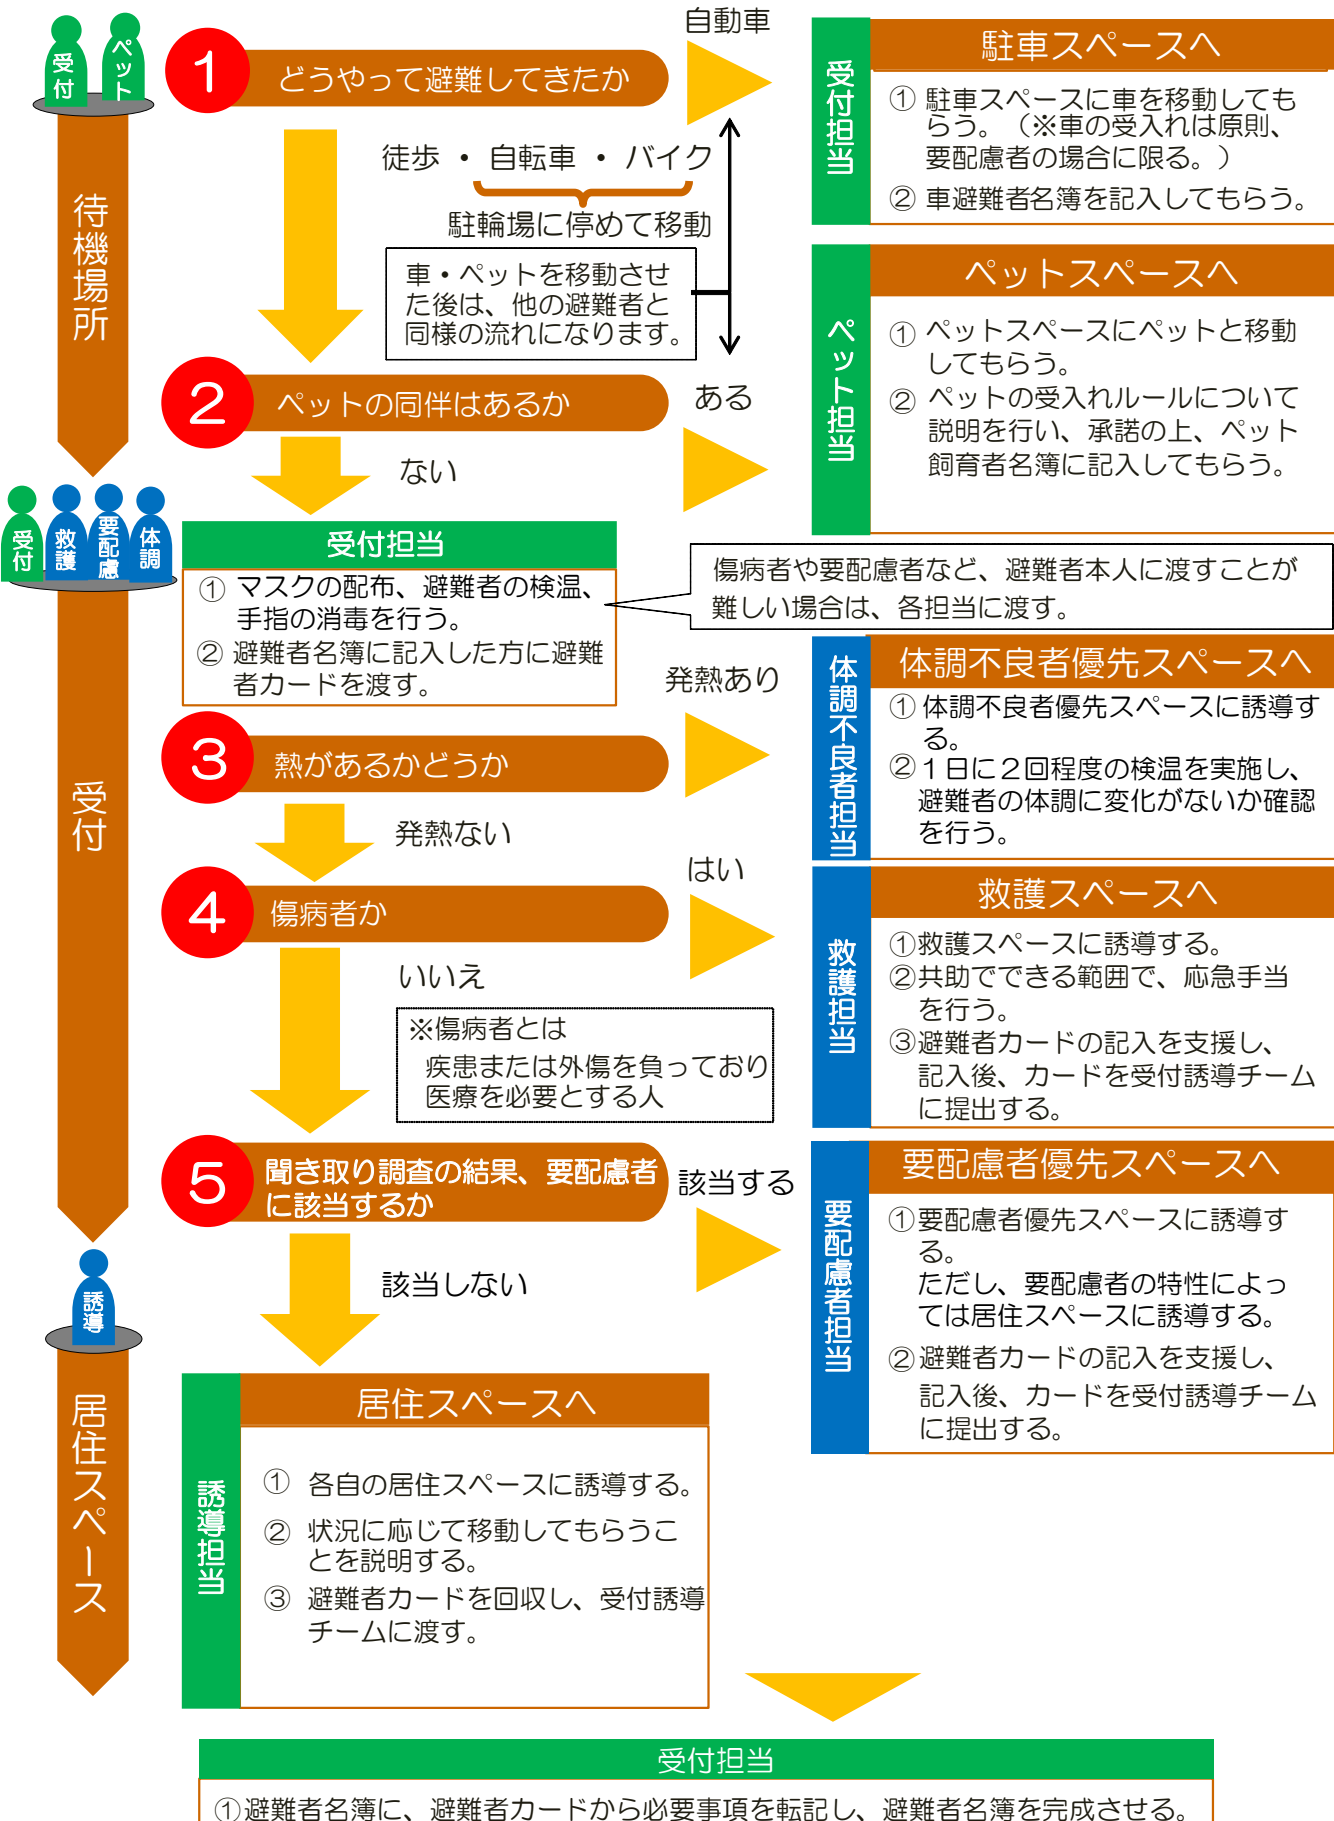 受付
ペット
待機場所
1
どうやって避難してきたか
自動車
徒歩 ・ 自転車 ・ バイク
駐輪場に停めて移動
車・ペットを移動させ
た後は、他の避難者と
同様の流れになります。
受付担当
駐車スペースへ
① 駐車スペースに車を移動しても
らう。（※車の受入れは原則、
要配慮者の場合に限る。）
② 車避難者名簿を記入してもらう。
2
ペットの同伴はあるか
ある
ない
ペット担当
ペットスペースへ
① ペットスペースにペットと移動
してもらう。
② ペットの受入れルールについて
説明を行い、承諾の上、ペット
飼育者名簿に記入してもらう。
受付
救護
要配慮
体調
受付
受付担当
① マスクの配布、避難者の検温、
手指の消毒を行う。
② 避難者名簿に記入した方に避難
者カードを渡す。
傷病者や要配慮者など、避難者本人に渡すことが
難しい場合は、各担当に渡す。
3
熱があるかどうか
発熱あり
発熱ない
体調不良者担当
体調不良者優先スペースへ
① 体調不良者優先スペースに誘導す
る。
② １日に２回程度の検温を実施し、
避難者の体調に変化がないか確認
を行う。
4
傷病者か
はい
いいえ
※傷病者とは
疾患または外傷を負っており
医療を必要とする人
救護担当
救護スペースへ
①救護スペースに誘導する。
②共助でできる範囲で、応急手当
を行う。
③避難者カードの記入を支援し、
記入後、カードを受付誘導チーム
に提出する。
5
聞き取り調査の結果、要配慮者
に該当するか
該当する
該当しない
要配慮者担当
要配慮者優先スペースへ
①要配慮者優先スペースに誘導す
る。
ただし、要配慮者の特性によっ
ては居住スペースに誘導する。
②避難者カードの記入を支援し、
記入後、カードを受付誘導チーム
に提出する。
誘導
居住スペース
誘導担当
居住スペースへ
① 各自の居住スペースに誘導する。
② 状況に応じて移動してもらうこ
とを説明する。
③ 避難者カードを回収し、受付誘導
チームに渡す。
受付担当
①避難者名簿に、避難者カードから必要事項を転記し、避難者名簿を完成させる。